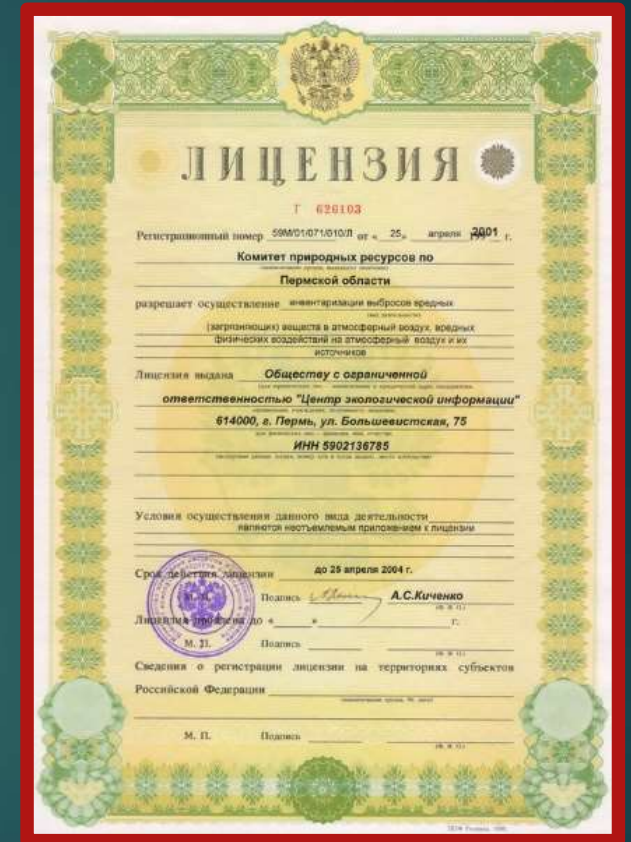 ЛИЦЕНЗИЯ
Г 626103
Регистрационный номер 59М/01/071/010/Л от « 25 » апреля 2001 г.
Комитет природных ресурсов по
Пермской области
разрешает осуществление инвентаризации выбросов вредных
(вид деятельности)
(загрязняющих) веществ в атмосферный воздух, вредных
физических воздействий на атмосферный воздух и их
источников
Лицензия выдана Обществу с ограниченной
ответственностью "Центр экологической информации"
614000, г. Пермь, ул. Большевистская, 75
ИНН 5902136785
Условия осуществления данного вида деятельности
являются неотъемлемым приложением к лицензии
Срок действия лицензии до 25 апреля 2004 г.
М. П. Подпись А.С.Киченко
(Ф. И. О.)
Лицензия продлена до « » г.
М. П. Подпись
(Ф. И. О.)
Сведения о регистрации лицензии на территориях субъектов
Российской Федерации
М. П. Подпись
(Ф. И. О.)